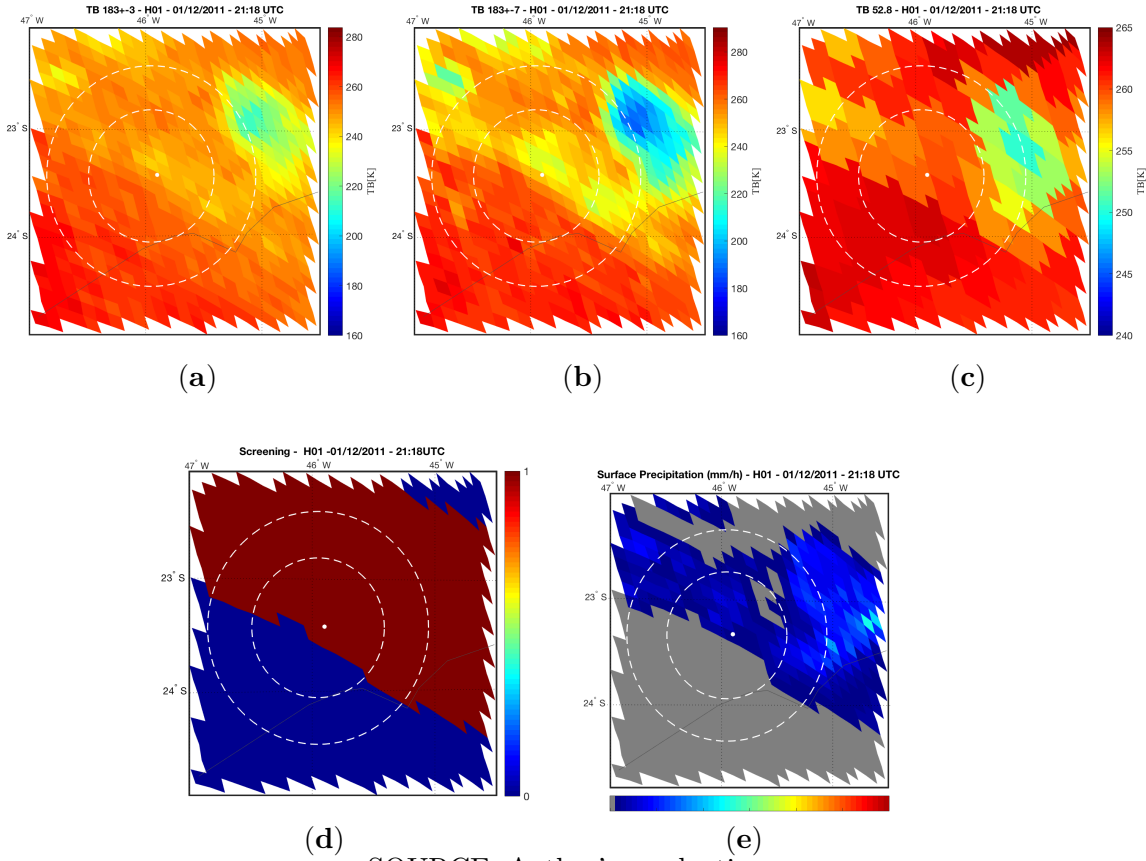 TB 183+-3 - H01 - 01/12/2011 - 21:18 UTC
47° W 46° W 45° W
23° S
24° S
280
260
240
220
200
180
160
TB[K]
(a)
TB 183+-7 - H01 - 01/12/2011 - 21:18 UTC
47° W 46° W 45° W
23° S
24° S
280
260
240
220
200
180
160
TB[K]
(b)
TB 52.8 - H01 - 01/12/2011 - 21:18 UTC
47° W 46° W 45° W
23° S
24° S
265
260
255
250
245
240
TB[K]
(c)
Screening - H01 -01/12/2011 - 21:18UTC
47° W 46° W 45° W
23° S
24° S
1
0
(d)
Surface Precipitation (mm/h) - H01 - 01/12/2011 - 21:18 UTC
47° W 46° W 45° W
23° S
24° S
(e)